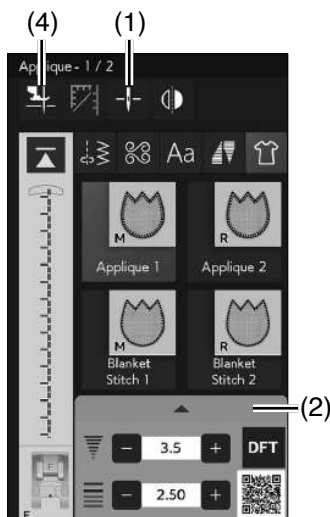 (4) (1)
Applique - 1 / 2
Aa
M
R
Applique 1 Applique 2
M
R
Blanket Stitch 1
Blanket Stitch 2
(2)
− 3.5 + DFT
F
− 2.50 +
F